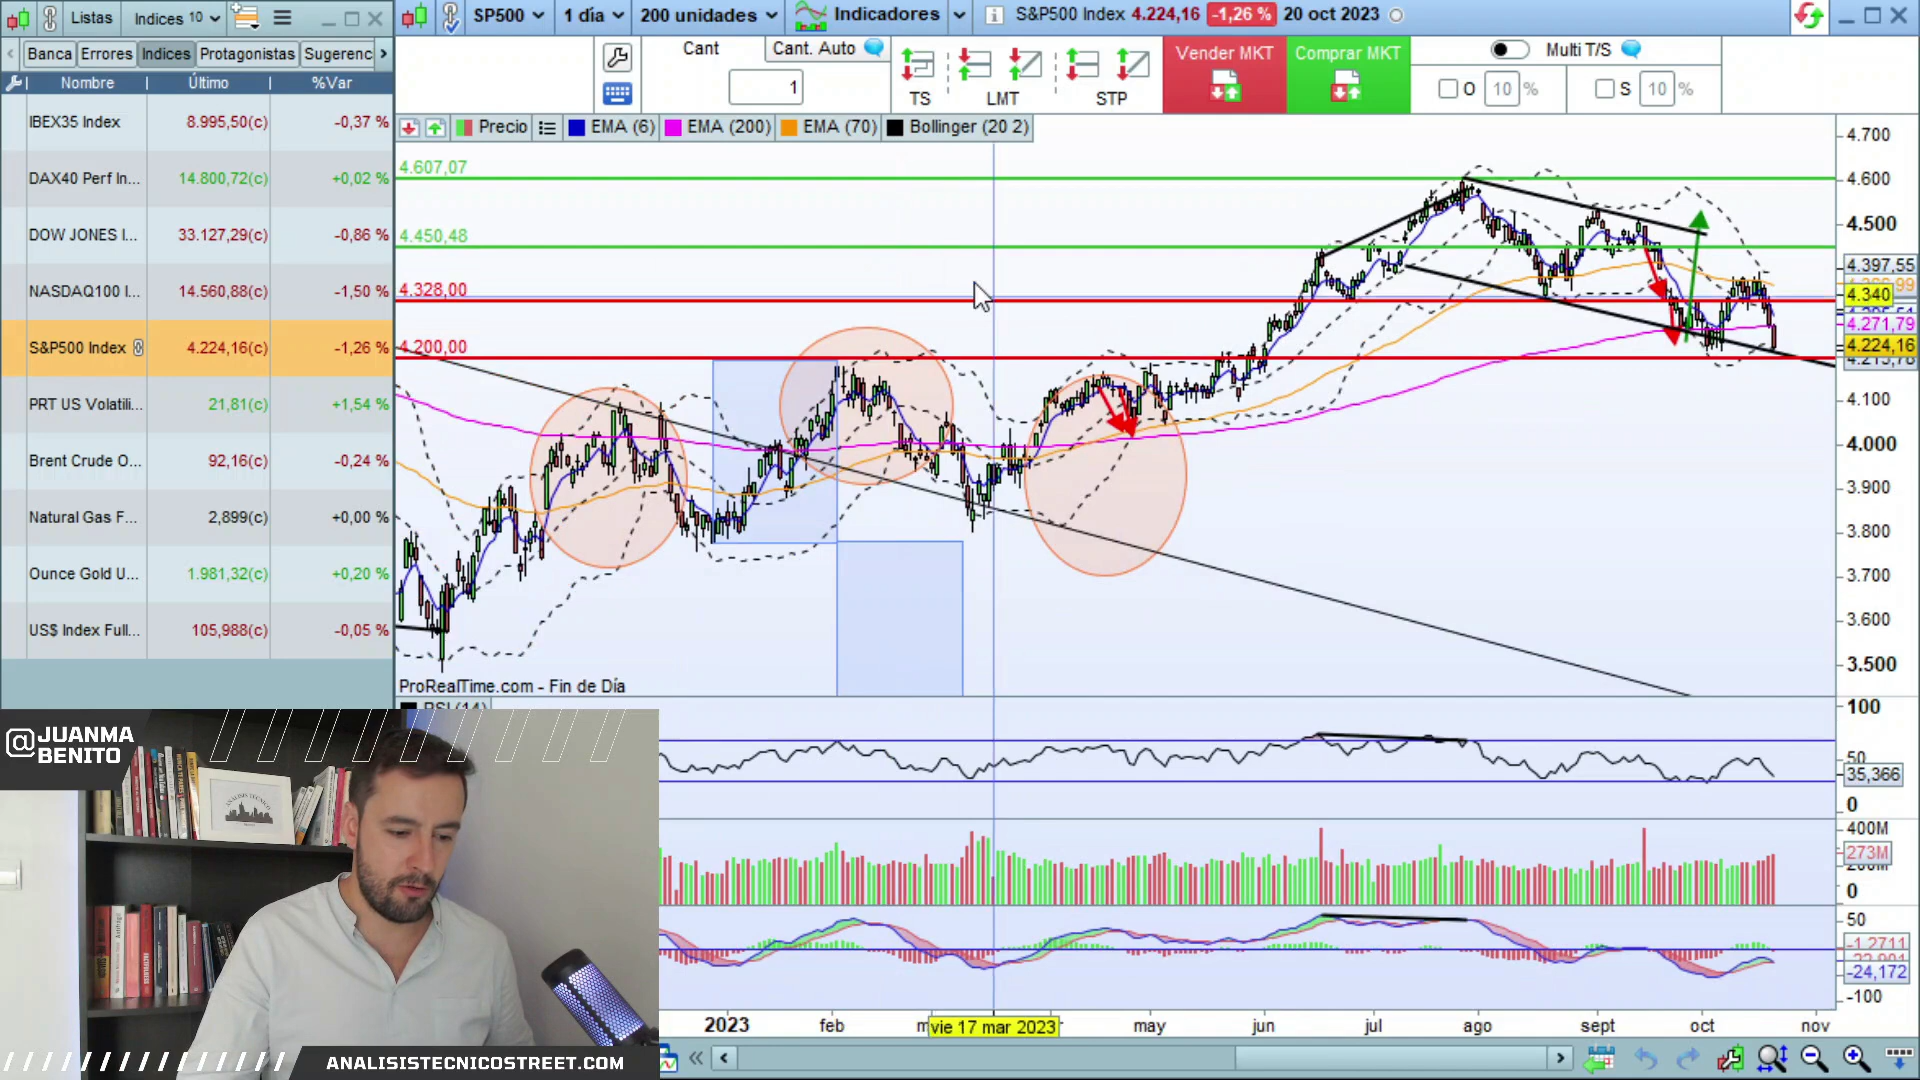 Listas
Indices 10
SP500
1 día
200 unidades
Indicadores
S&P500 Index 4.224,16 -1,26 % 20 oct 2023
Banca
Errores
Indices
Protagonistas
Sugerenc
Cant
Cant. Auto
1
TS
LMT
STP
Vender MKT
Comprar MKT
Multi T/S
O 10 %
S 10 %
Nombre Último %Var
IBEX35 Index 8.995,50(c) -0,37 %
DAX40 Perf In... 14.800,72(c) +0,02 %
DOW JONES I... 33.127,29(c) -0,86 %
NASDAQ100 I... 14.560,88(c) -1,50 %
S&P500 Index 4.224,16(c) -1,26 %
PRT US Volatili... 21,81(c) +1,54 %
Brent Crude O... 92,16(c) -0,24 %
Natural Gas F... 2,899(c) +0,00 %
Ounce Gold U... 1.981,32(c) +0,20 %
US$ Index Full... 105,988(c) -0,05 %
Precio
EMA (6)
EMA (200)
EMA (70)
Bollinger (20 2)
4.607,07
4.450,48
4.328,00
4.200,00
4.700
4.600
4.500
4.397,55
4.340
4.271,79
4.224,16
4.100
4.000
3.900
3.800
3.700
3.600
3.500
ProRealTime.com - Fin de Día
RSI (14)
100
50
35,366
0
400M
273M
0
50
-1,2711
-24,172
-100
2023
feb
vie 17 mar 2023
may
jun
jul
ago
sept
oct
nov
@JUANMA
BENITO
ANALISIS TECNICO
ANALISISTECNICOSTREET.COM